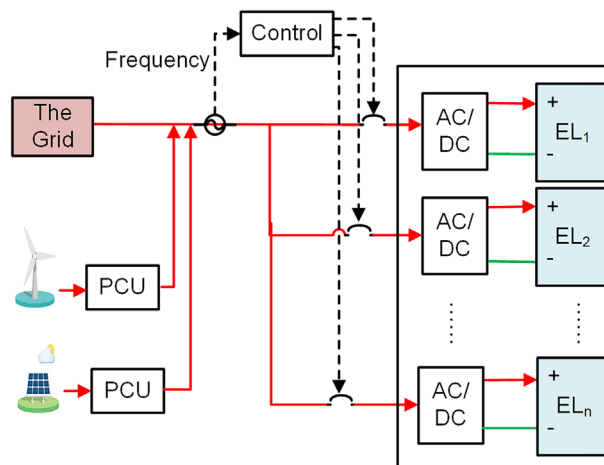 Control
Frequency
The
Grid
AC/
DC
+
EL1
-
AC/
DC
+
EL2
-
PCU
PCU
AC/
DC
+
ELn
-